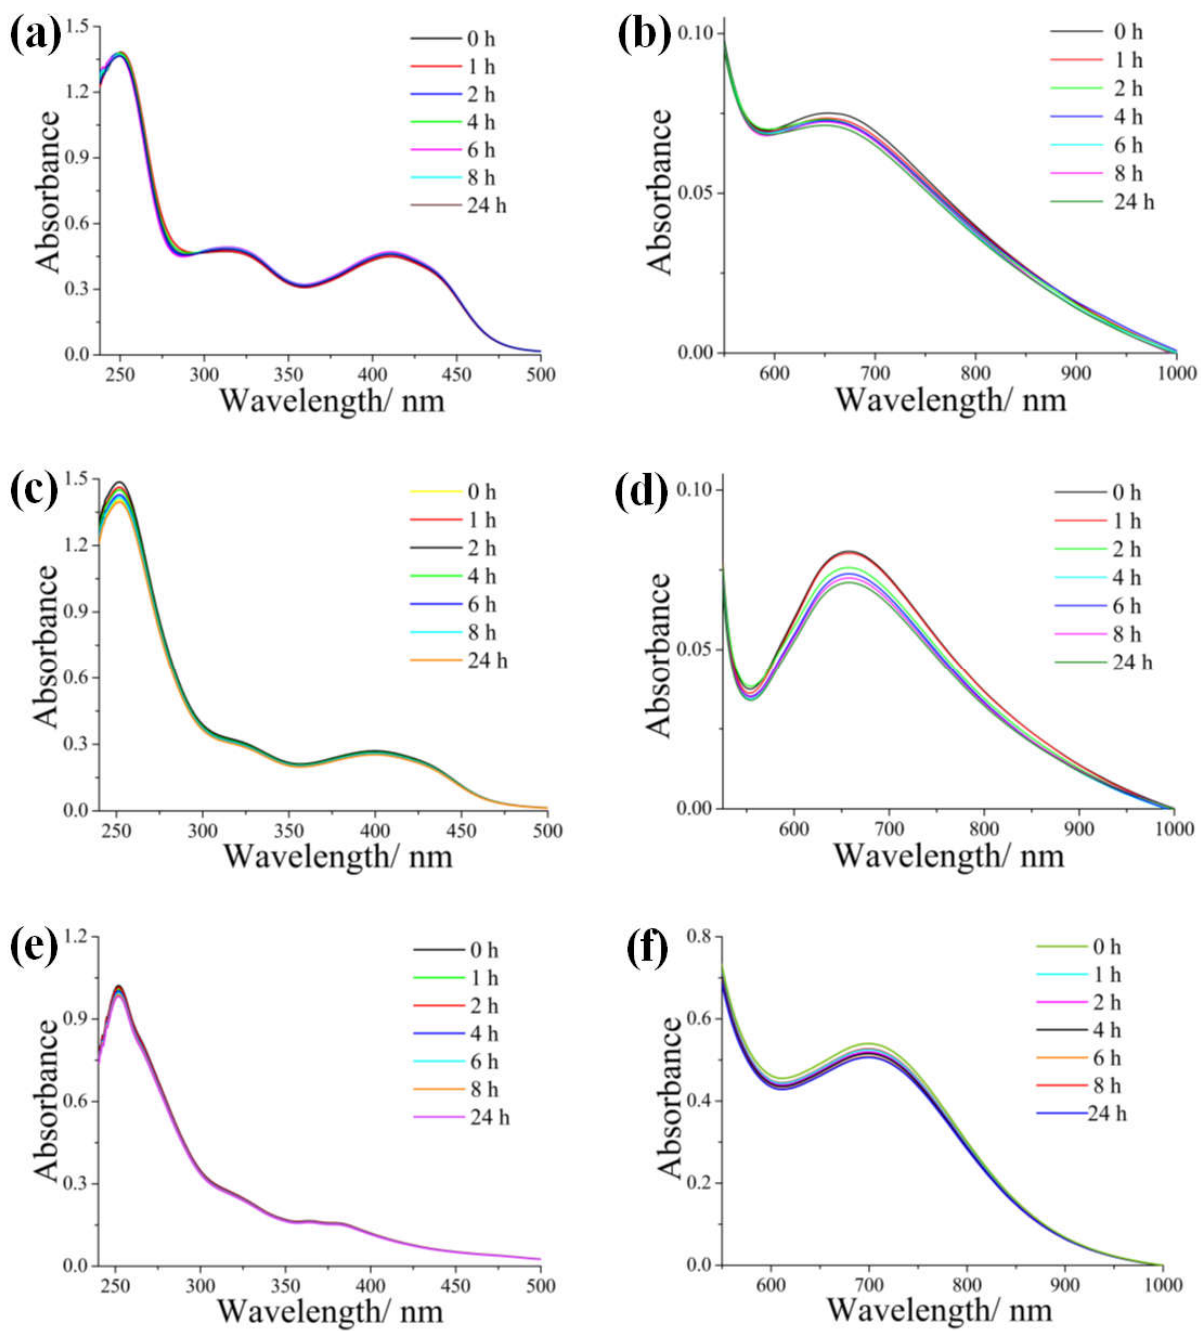 (a)
1.5
1.2
0.9
0.6
0.3
0.0
Absorbance
0 h
1 h
2 h
4 h
6 h
8 h
24 h
250 300 350 400 450 500
Wavelength/ nm
(b)
0.10
0.05
0.00
Absorbance
0 h
1 h
2 h
4 h
6 h
8 h
24 h
600 700 800 900 1000
Wavelength/ nm
(c)
1.5
1.2
0.9
0.6
0.3
0.0
Absorbance
0 h
1 h
2 h
4 h
6 h
8 h
24 h
250 300 350 400 450 500
Wavelength/ nm
(d)
0.10
0.05
0.00
Absorbance
0 h
1 h
2 h
4 h
6 h
8 h
24 h
600 700 800 900 1000
Wavelength/ nm
(e)
1.2
0.9
0.6
0.3
0.0
Absorbance
0 h
1 h
2 h
4 h
6 h
8 h
24 h
250 300 350 400 450 500
Wavelength/ nm
(f)
0.8
0.6
0.4
0.2
0.0
Absorbance
0 h
1 h
2 h
4 h
6 h
8 h
24 h
600 700 800 900 1000
Wavelength/ nm